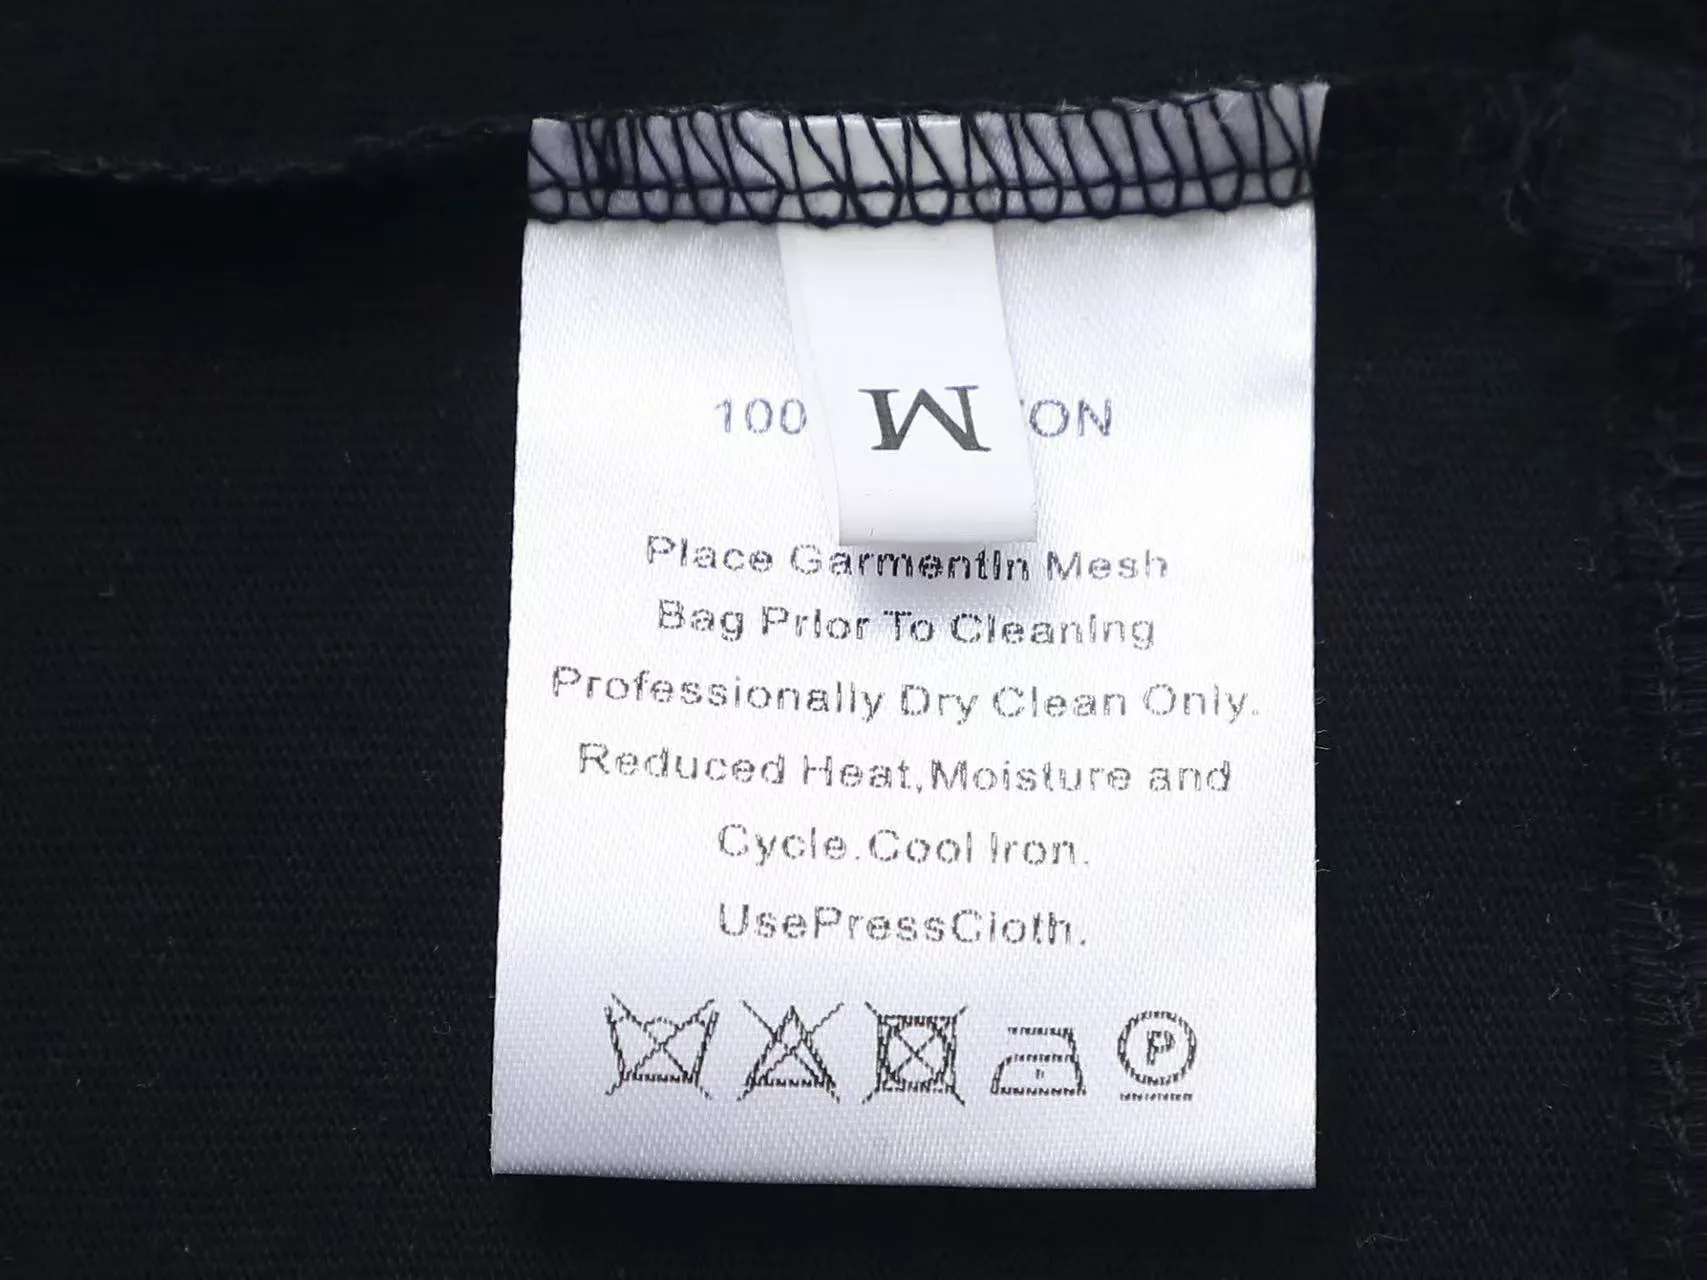 M
100 ON
Place GarmentIn Mesh
Bag Prior To Cleaning
Professionally Dry Clean Only.
Reduced Heat,Moisture and
Cycle.Cool Iron.
UsePressCloth.
P